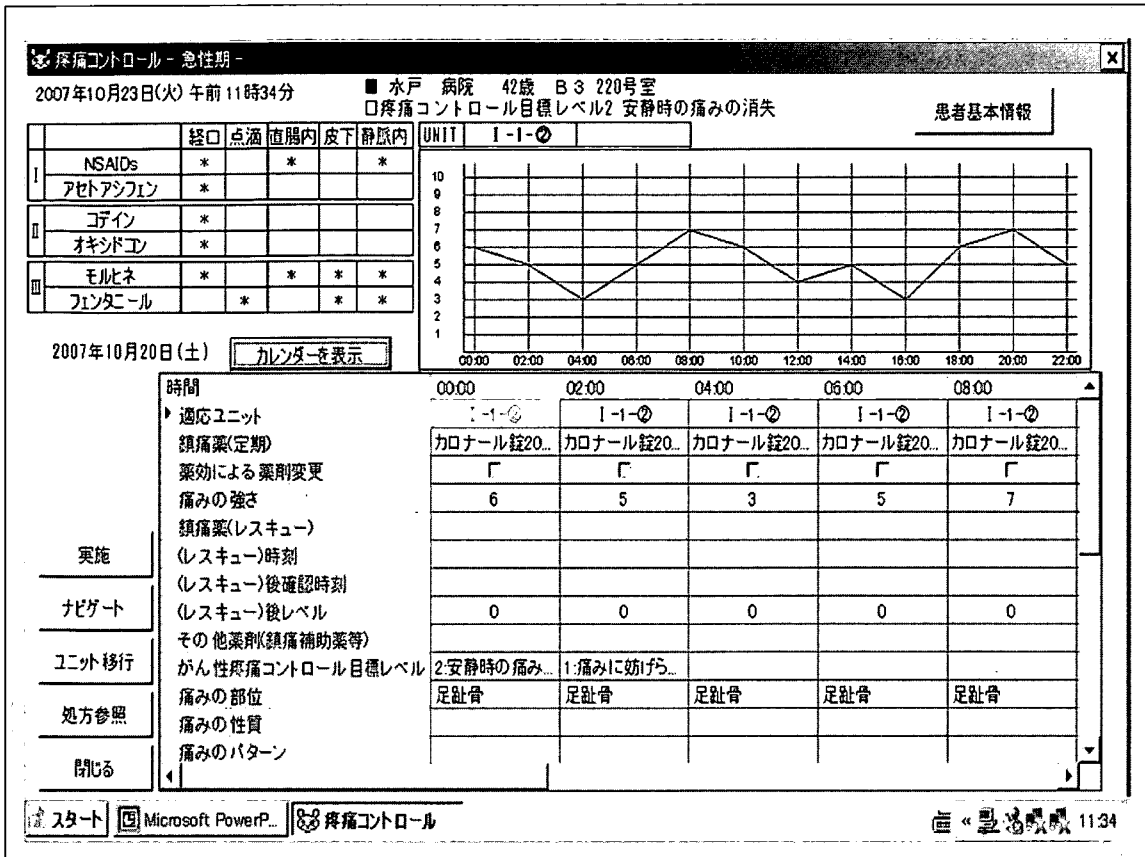 疼痛コントロール - 急性期 -
2007年10月23日(火) 午前 11時34分
■ 水戸 病院 42歳 B3 220号室
□疼痛コントロール目標レベル2 安静時の痛みの消失
患者基本情報
経口 点滴 直腸内 皮下 静脈内
UNIT Ⅰ-1-②
Ⅰ NSAIDs * * *
アセトアシフェン *
Ⅱ コデイン *
オキシドコン *
Ⅲ モルヒネ * * * *
フェンタニール * * *
10
9
8
7
6
5
4
3
2
1
00:00 02:00 04:00 06:00 08:00 10:00 12:00 14:00 16:00 18:00 20:00 22:00
2007年10月20日(土)
カレンダーを表示
時間 00:00 02:00 04:00 06:00 08:00
適応ユニット Ⅰ-1-② Ⅰ-1-② Ⅰ-1-② Ⅰ-1-② Ⅰ-1-②
鎮痛薬(定期) カロナール錠20... カロナール錠20... カロナール錠20... カロナール錠20... カロナール錠20...
薬効による薬剤変更
痛みの強さ 6 5 3 5 7
鎮痛薬(レスキュー)
(レスキュー)時刻
(レスキュー)後確認時刻
(レスキュー)後レベル 0 0 0 0 0
その他薬剤(鎮痛補助薬等)
がん性疼痛コントロール目標レベル 2:安静時の痛み... 1:痛みに妨げら...
痛みの部位 足趾骨 足趾骨 足趾骨 足趾骨 足趾骨
痛みの性質
痛みのパターン
実施
ナビゲート
ユニット移行
処方参照
閉じる
スタート Microsoft PowerP... 疼痛コントロール 11:34